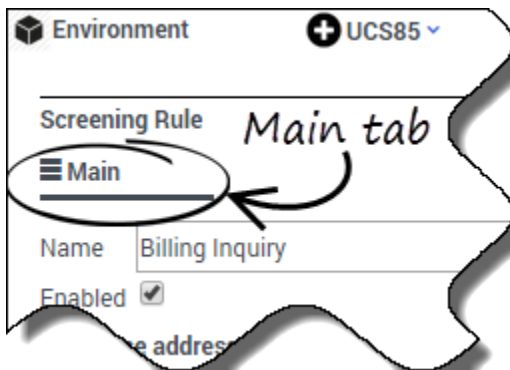 Environment UCS85
Screening Rule
Main tab
Main
Name Billing Inquiry
Enabled